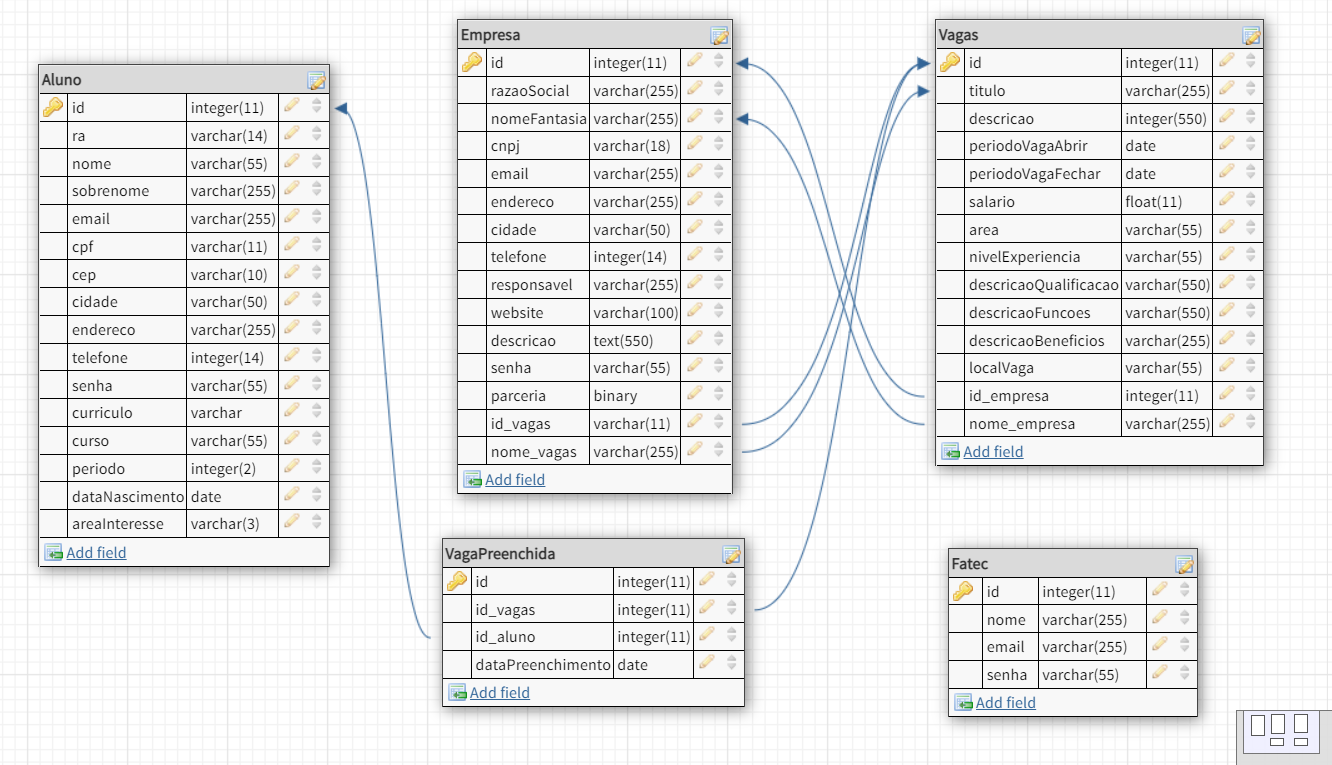 Aluno
id integer(11)
ra varchar(14)
nome varchar(55)
sobrenome varchar(255)
email varchar(255)
cpf varchar(11)
cep varchar(10)
cidade varchar(50)
endereco varchar(255)
telefone integer(14)
senha varchar(55)
curriculo varchar
curso varchar(55)
periodo integer(2)
dataNascimento date
areaInteresse varchar(3)
Add field
Empresa
id integer(11)
razaoSocial varchar(255)
nomeFantasia varchar(255)
cnpj varchar(18)
email varchar(255)
endereco varchar(255)
cidade varchar(50)
telefone integer(14)
responsavel varchar(255)
website varchar(100)
descricao text(550)
senha varchar(55)
parceria binary
id_vagas varchar(11)
nome_vagas varchar(255)
Add field
Vagas
id integer(11)
titulo varchar(255)
descricao integer(550)
periodoVagaAbrir date
periodoVagaFechar date
salario float(11)
area varchar(55)
nivelExperiencia varchar(55)
descricaoQualificacao varchar(550)
descricaoFuncoes varchar(550)
descricaoBeneficios varchar(255)
localVaga varchar(55)
id_empresa integer(11)
nome_empresa varchar(255)
Add field
VagaPreenchida
id integer(11)
id_vagas integer(11)
id_aluno integer(11)
dataPreenchimento date
Add field
Fatec
id integer(11)
nome varchar(255)
email varchar(255)
senha varchar(55)
Add field